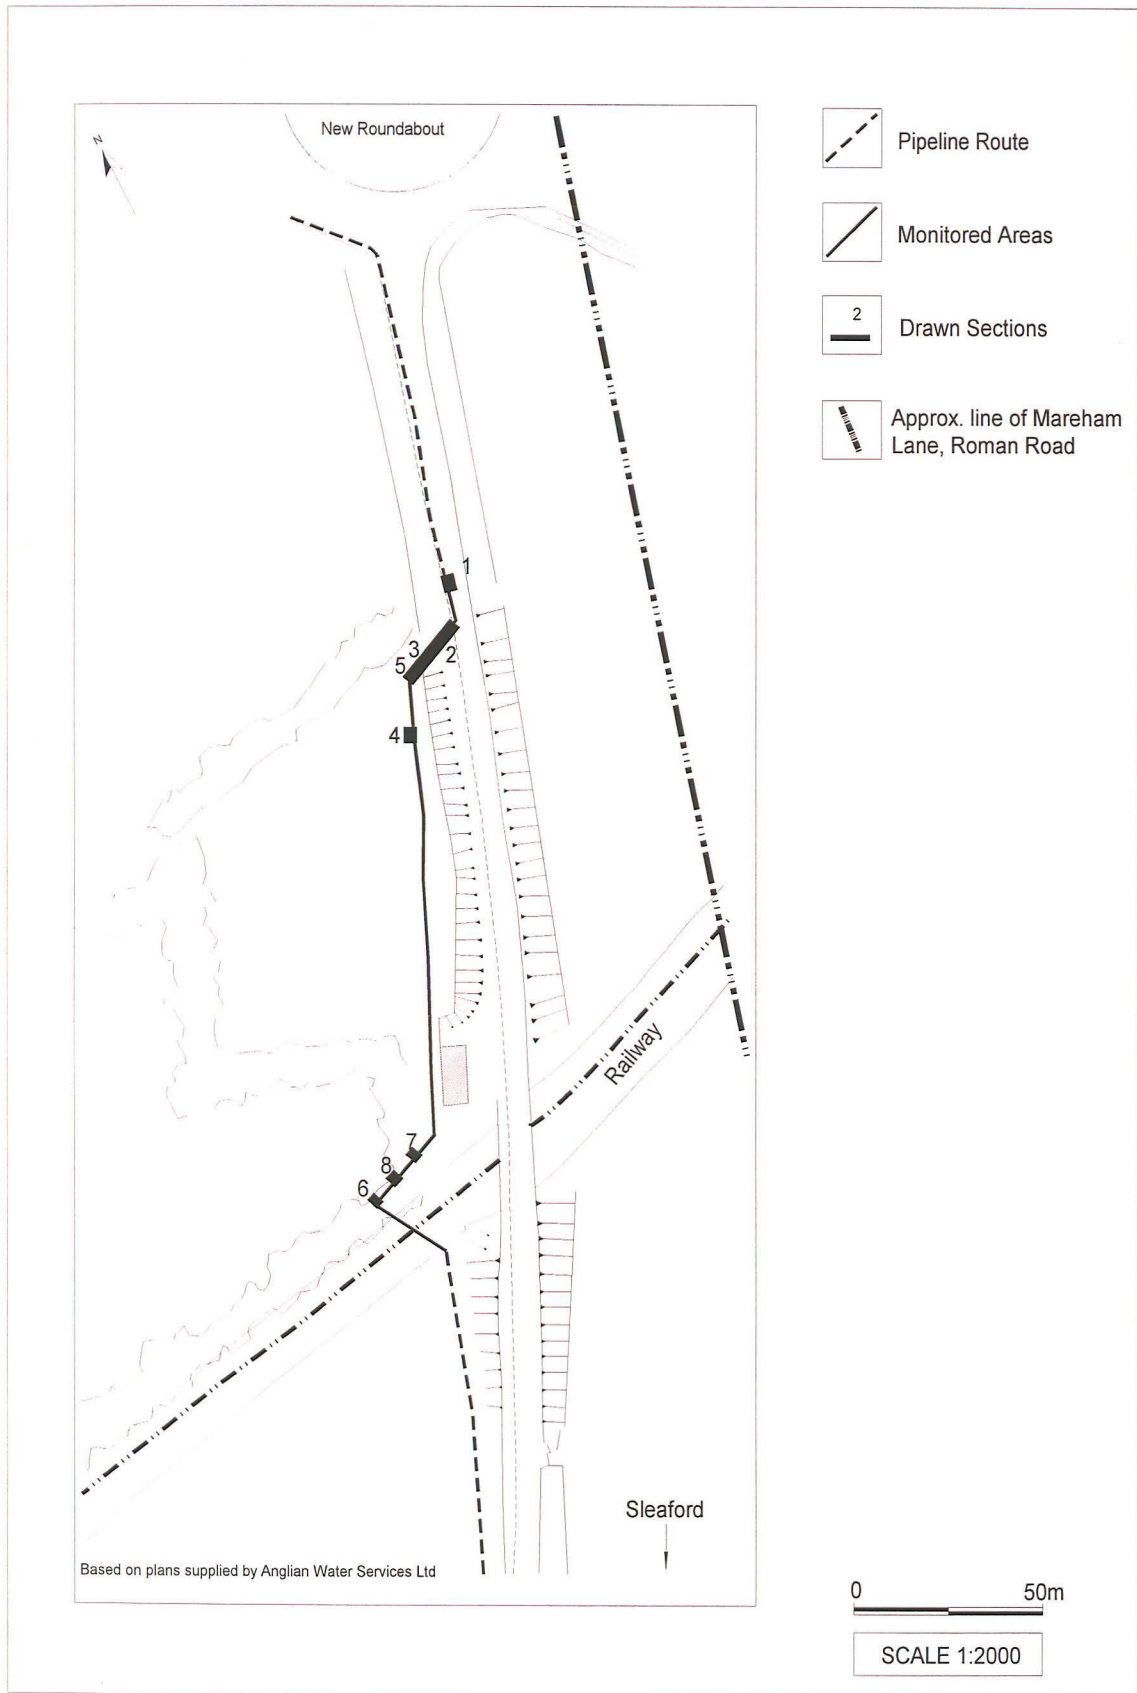 N
New Roundabout
Pipeline Route
Monitored Areas
2
Drawn Sections
Approx. line of Mareham
Lane, Roman Road
1
3
2
5
4
Railway
7
8
6
Sleaford
Based on plans supplied by Anglian Water Services Ltd
0 50m
SCALE 1:2000